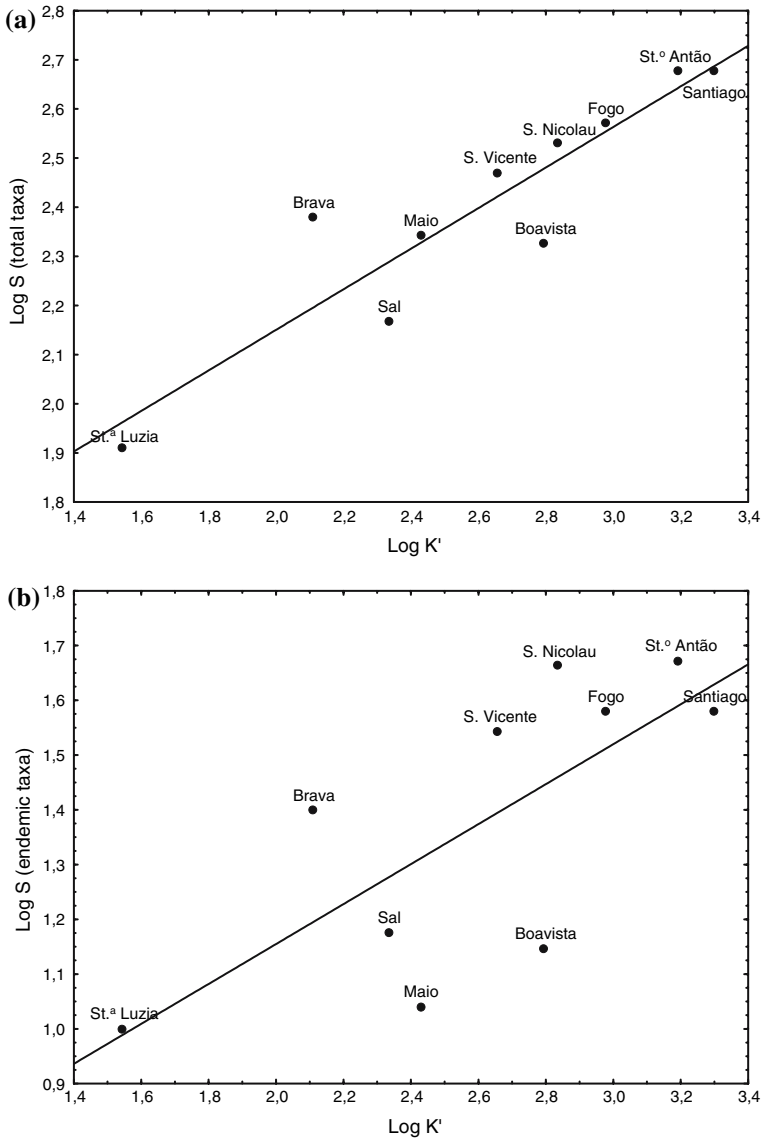 (a)
2,8
2,7
2,6
2,5
2,4
2,3
2,2
2,1
2,0
1,9
1,8
Log S (total taxa)
St.º Antão
Santiago
Fogo
S. Nicolau
S. Vicente
Brava
Maio
Boavista
Sal
St.ª Luzia
1,4 1,6 1,8 2,0 2,2 2,4 2,6 2,8 3,0 3,2 3,4
Log K'
(b)
1,8
1,7
1,6
1,5
1,4
1,3
1,2
1,1
1,0
0,9
Log S (endemic taxa)
St.º Antão
S. Nicolau
Fogo
Santiago
S. Vicente
Brava
Sal
Boavista
Maio
St.ª Luzia
1,4 1,6 1,8 2,0 2,2 2,4 2,6 2,8 3,0 3,2 3,4
Log K'